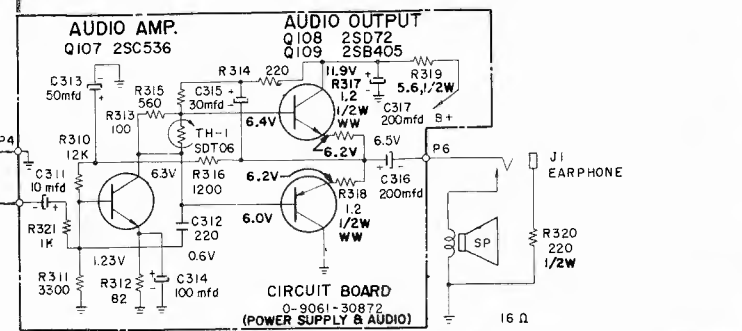 AUDIO AMP.
Q107 2SC536
AUDIO OUTPUT
Q108 2SD72
Q109 2SB405
C313
50mfd
R315
560
R314 220
C315
30mfd
11.9V
R317
1.2
1/2W
WW
R319
5.6,1/2W
C317
200mfd
B+
R313
100
TH-1
SDT06
6.4V
6.2V
6.5V
P4
R310
12K
C311
10 mfd
6.3V
R316
1200
6.2V
R318
1.2
1/2W
WW
C316
200mfd
P6
J1
EARPHONE
R321
1K
C312
220
6.0V
0.6V
1.23V
SP
R320
220
1/2W
R311
3300
R312
82
C314
100 mfd
CIRCUIT BOARD
0-9061-30872
(POWER SUPPLY & AUDIO)
16 Ω